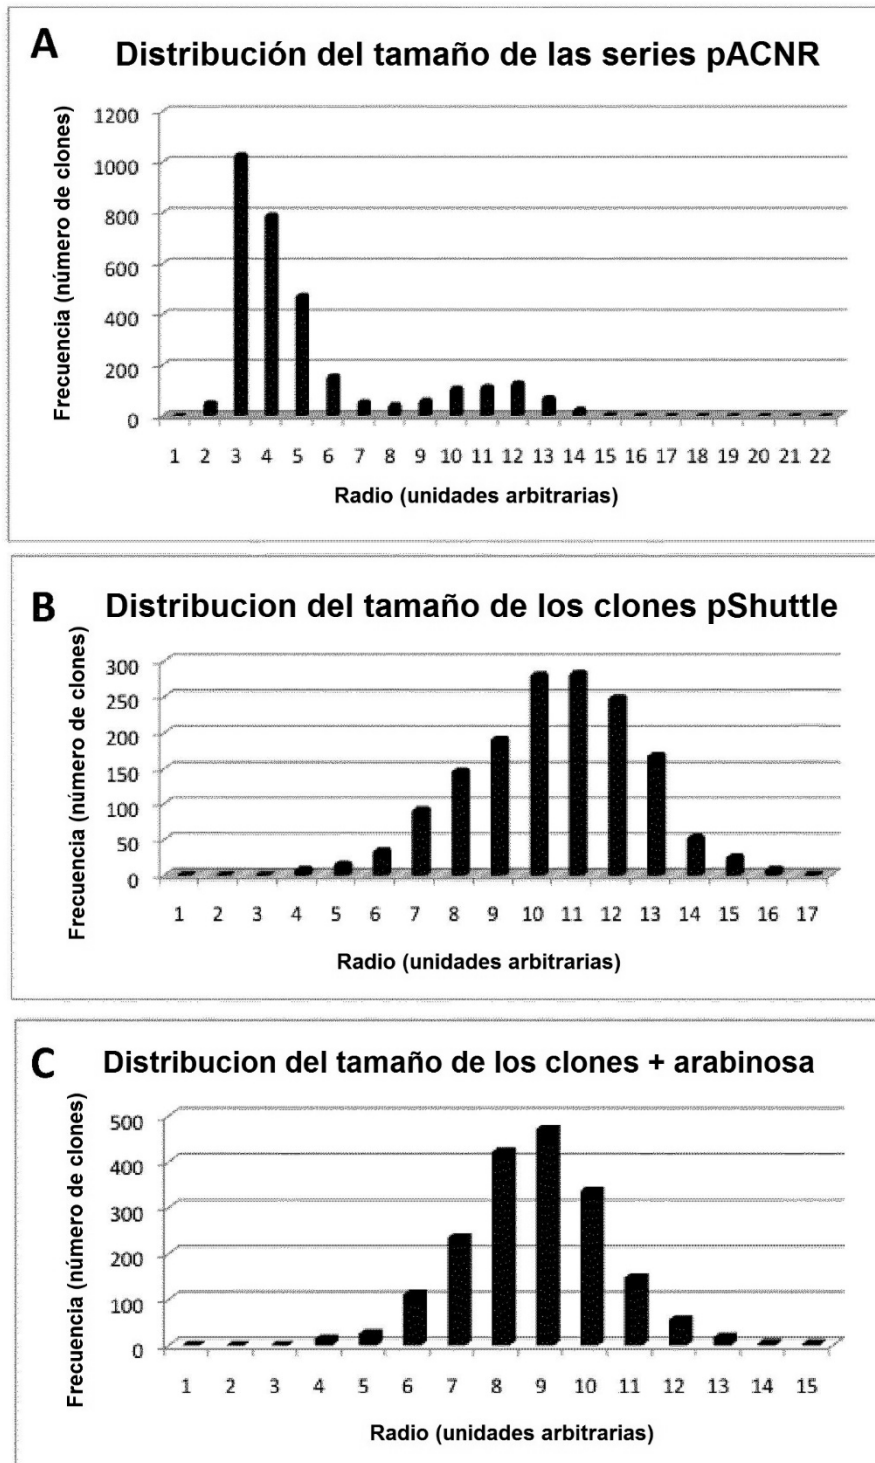 A
Distribución del tamaño de las series pACNR
Frecuencia (número de clones)
1200
1000
800
600
400
200
0
1 2 3 4 5 6 7 8 9 10 11 12 13 14 15 16 17 18 19 20 21 22
Radio (unidades arbitrarias)
B
Distribucion del tamaño de los clones pShuttle
Frecuencia (número de clones)
300
250
200
150
100
50
0
1 2 3 4 5 6 7 8 9 10 11 12 13 14 15 16 17
Radio (unidades arbitrarias)
C
Distribucion del tamaño de los clones + arabinosa
Frecuencia (número de clones)
500
400
300
200
100
0
1 2 3 4 5 6 7 8 9 10 11 12 13 14 15
Radio (unidades arbitrarias)